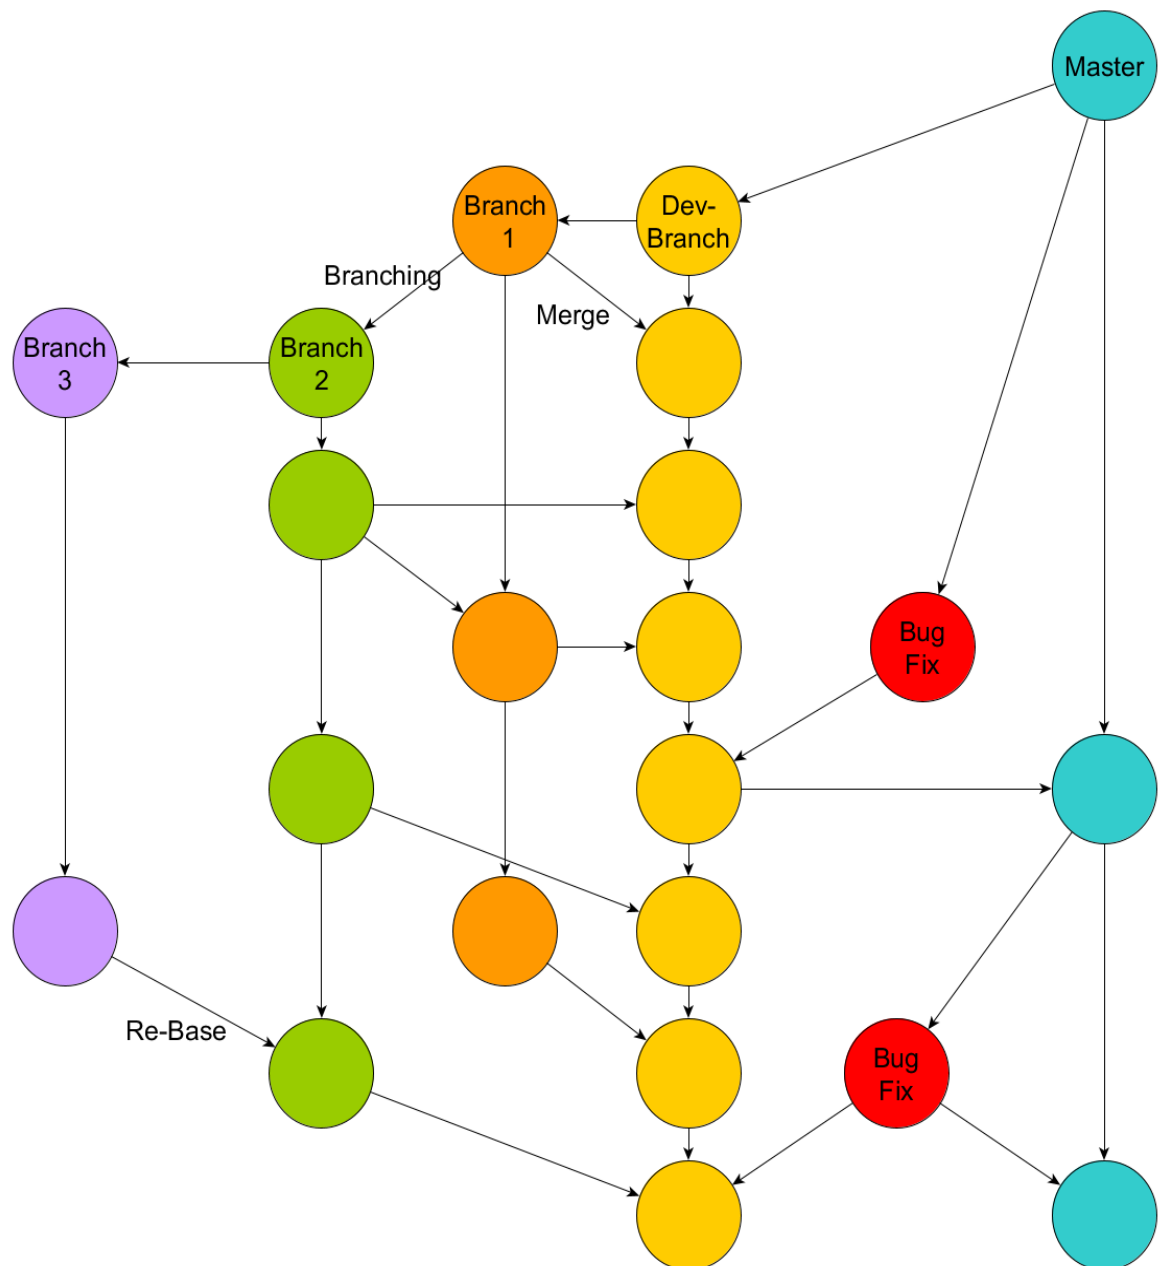 Master
Branch
1
Dev-
Branch
Branching
Merge
Branch
3
Branch
2
Bug
Fix
Re-Base
Bug
Fix